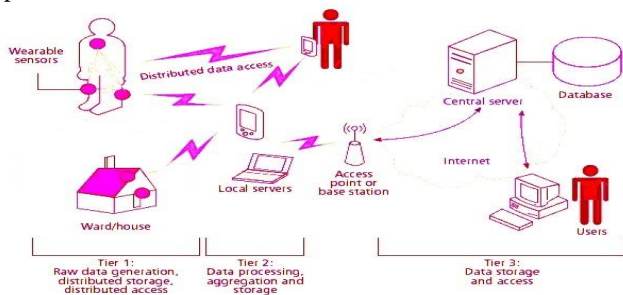 Wearable
sensors
Distributed data access
Central server
Database
Internet
Local servers
Access
point or
base station
Ward/house
Users
Tier 1:
Raw data generation,
distributed storage,
distributed access
Tier 2:
Data processing,
aggregation and
storage
Tier 3:
Data storage
and access